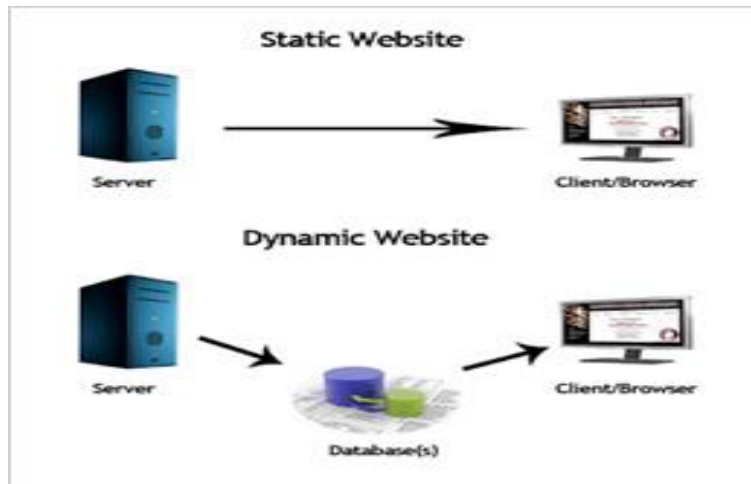 Static Website
Server
Client/Browser
Dynamic Website
Server
Client/Browser
Database(s)